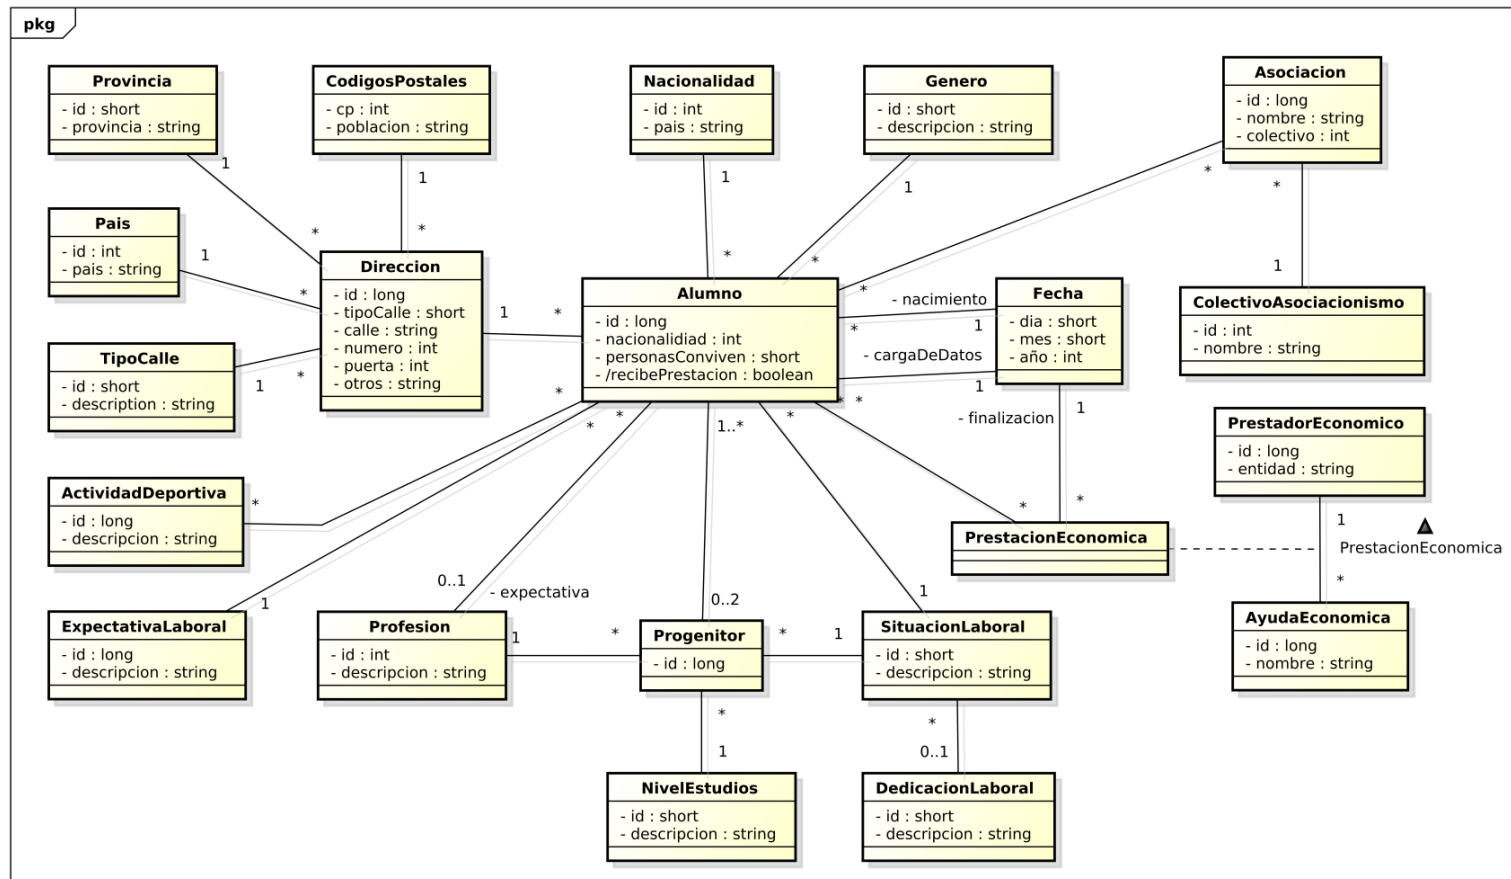 pkg
Provincia
- id : short
- provincia : string
CodigosPostales
- cp : int
- poblacion : string
Nacionalidad
- id : int
- pais : string
Genero
- id : short
- descripcion : string
Asociacion
- id : long
- nombre : string
- colectivo : int
1
1
1
1
*
*
Pais
- id : int
- pais : string
1
*
*
*
*
*
1
Direccion
- id : long
- tipoCalle : short
- calle : string
- numero : int
- puerta : int
- otros : string
1
*
Alumno
- id : long
- nacionalidiad : int
- personasConviven : short
- /recibePrestacion : boolean
*
- nacimiento
1
*
- cargaDeDatos
1
*
Fecha
- dia : short
- mes : short
- año : int
ColectivoAsociacionismo
- id : int
- nombre : string
TipoCalle
- id : short
- description : string
1
*
*
*
*
1..*
*
*
- finalizacion
1
PrestadorEconomico
- id : long
- entidad : string
ActividadDeportiva
- id : long
- descripcion : string
*
*
*
PrestacionEconomica
1
PrestacionEconomica
*
0..1
- expectativa
0..2
1
1
ExpectativaLaboral
- id : long
- descripcion : string
Profesion
- id : int
- descripcion : string
1
*
Progenitor
- id : long
*
1
SituacionLaboral
- id : short
- descripcion : string
AyudaEconomica
- id : long
- nombre : string
*
1
*
0..1
NivelEstudios
- id : short
- descripcion : string
DedicacionLaboral
- id : short
- descripcion : string